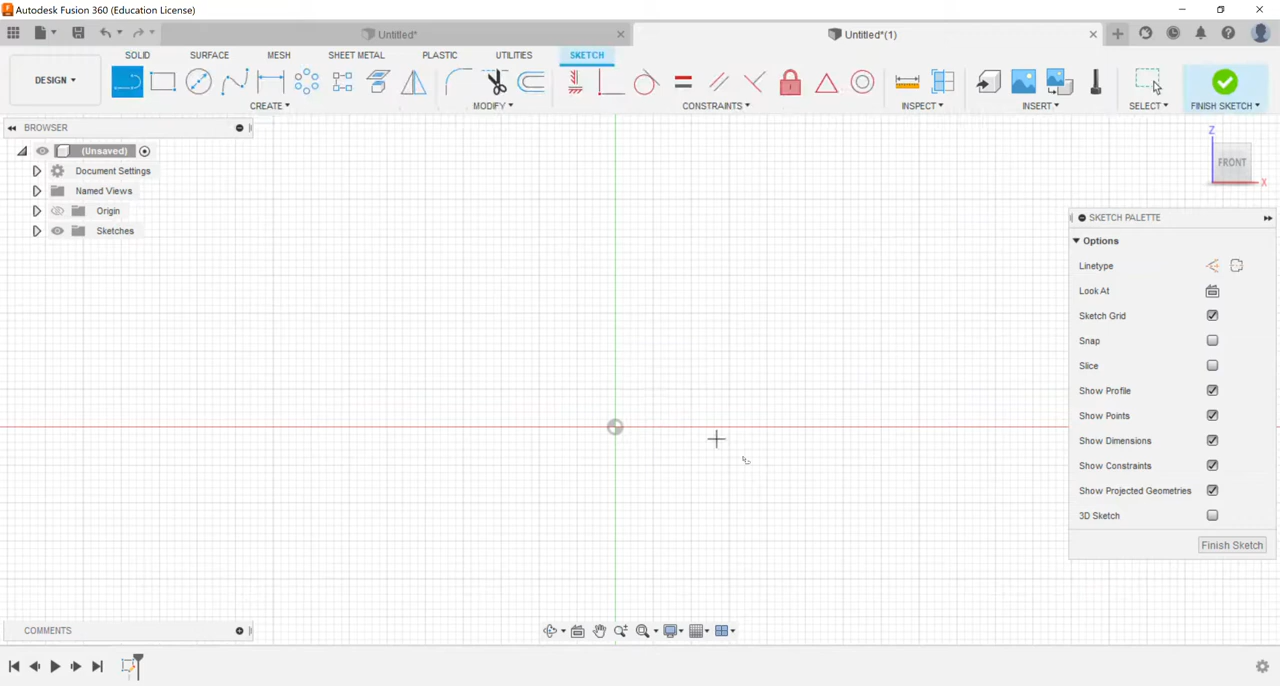 Autodesk Fusion 360 (Education License)
Untitled*
Untitled*(1)
SOLID SURFACE MESH SHEET METAL PLASTIC UTILITIES SKETCH
DESIGN
CREATE MODIFY CONSTRAINTS INSPECT INSERT SELECT FINISH SKETCH
BROWSER
(Unsaved)
Document Settings
Named Views
Origin
Sketches
Z
FRONT
X
SKETCH PALETTE
Options
Linetype
Look At
Sketch Grid
Snap
Slice
Show Profile
Show Points
Show Dimensions
Show Constraints
Show Projected Geometries
3D Sketch
Finish Sketch
COMMENTS